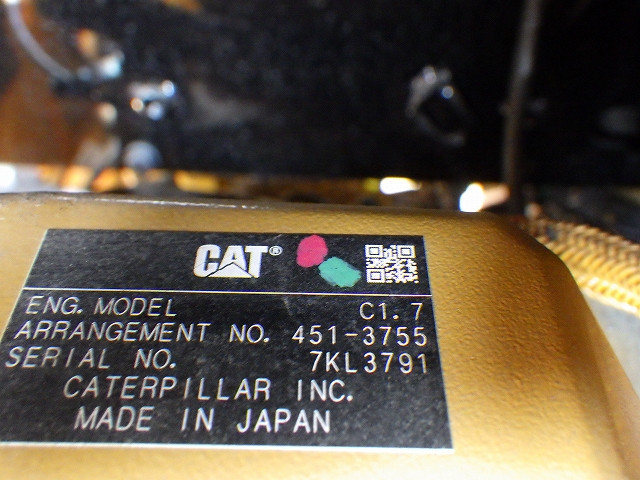 CAT®
ENG. MODEL C1.7
ARRANGEMENT NO. 451-3755
SERIAL NO. 7KL3791
CATERPILLAR INC.
MADE IN JAPAN